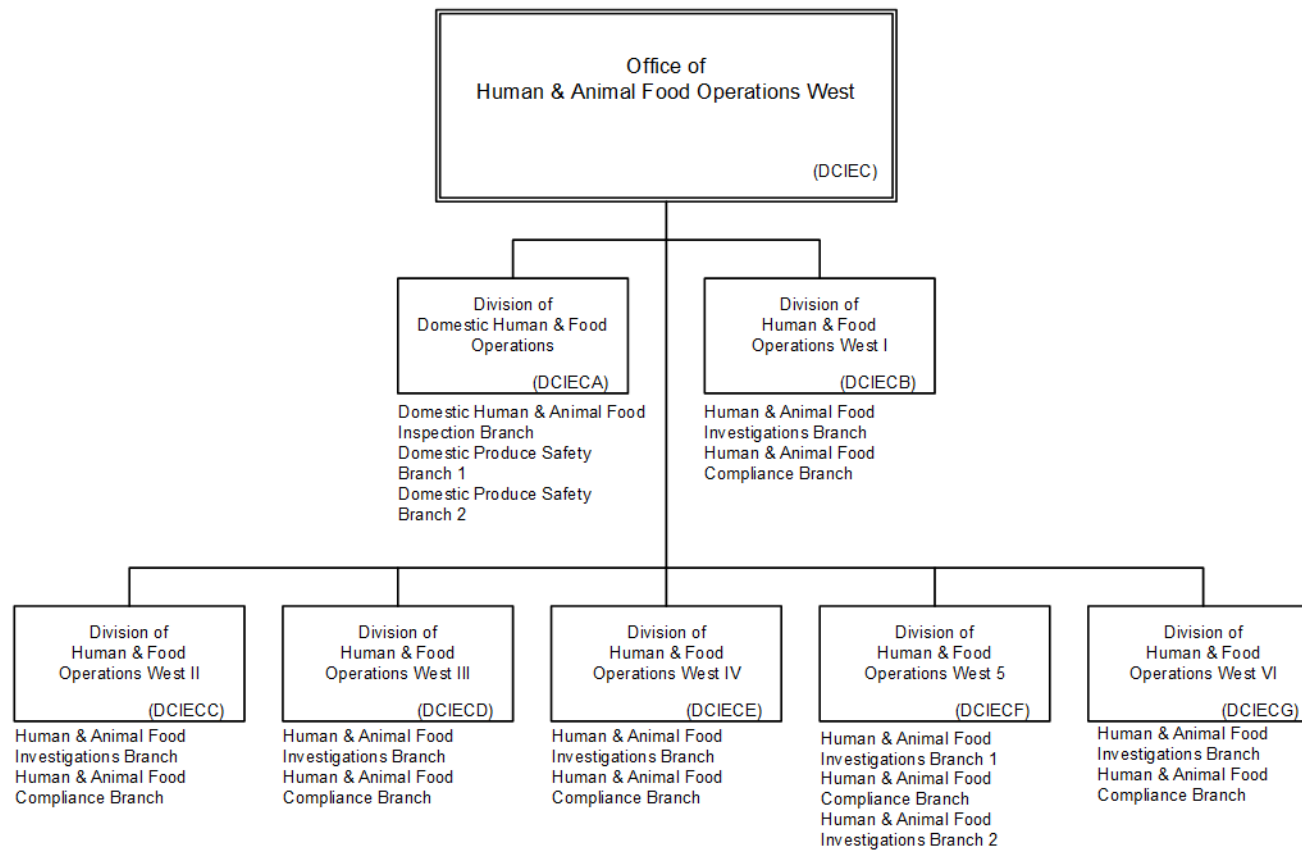 Office of
Human & Animal Food Operations West
(DCIEC)
Division of
Domestic Human & Food
Operations
(DCIECA)
Domestic Human & Animal Food
Inspection Branch
Domestic Produce Safety
Branch 1
Domestic Produce Safety
Branch 2
Division of
Human & Food
Operations West I
(DCIECB)
Human & Animal Food
Investigations Branch
Human & Animal Food
Compliance Branch
Division of
Human & Food
Operations West II
(DCIECC)
Human & Animal Food
Investigations Branch
Human & Animal Food
Compliance Branch
Division of
Human & Food
Operations West III
(DCIECD)
Human & Animal Food
Investigations Branch
Human & Animal Food
Compliance Branch
Division of
Human & Food
Operations West IV
(DCIECE)
Human & Animal Food
Investigations Branch
Human & Animal Food
Compliance Branch
Division of
Human & Food
Operations West 5
(DCIECF)
Human & Animal Food
Investigations Branch 1
Human & Animal Food
Compliance Branch
Human & Animal Food
Investigations Branch 2
Division of
Human & Food
Operations West VI
(DCIECG)
Human & Animal Food
Investigations Branch
Human & Animal Food
Compliance Branch